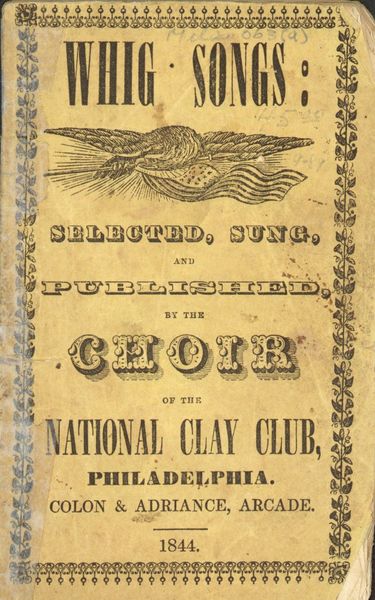 WHIG SONGS:
SELECTED, SUNG,
AND
PUBLISHED,
BY THE
CHOIR
OF THE
NATIONAL CLAY CLUB,
PHILADELPHIA.
COLON & ADRIANCE, ARCADE.
1844.